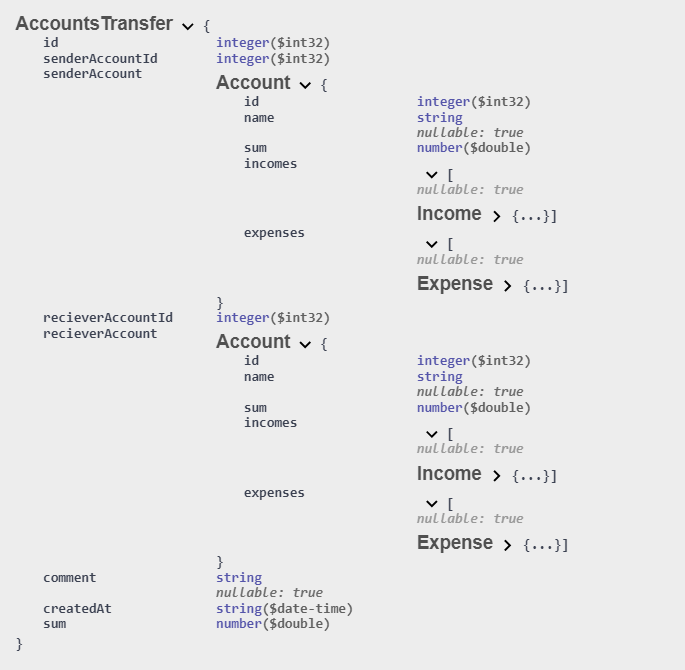 AccountsTransfer {
id integer($int32)
senderAccountId integer($int32)
senderAccount Account {
id integer($int32)
name string
nullable: true
sum number($double)
incomes [
nullable: true
Income {...}]
expenses [
nullable: true
Expense {...}]
}
recieverAccountId integer($int32)
recieverAccount Account {
id integer($int32)
name string
nullable: true
sum number($double)
incomes [
nullable: true
Income {...}]
expenses [
nullable: true
Expense {...}]
}
comment string
nullable: true
createdAt string($date-time)
sum number($double)
}